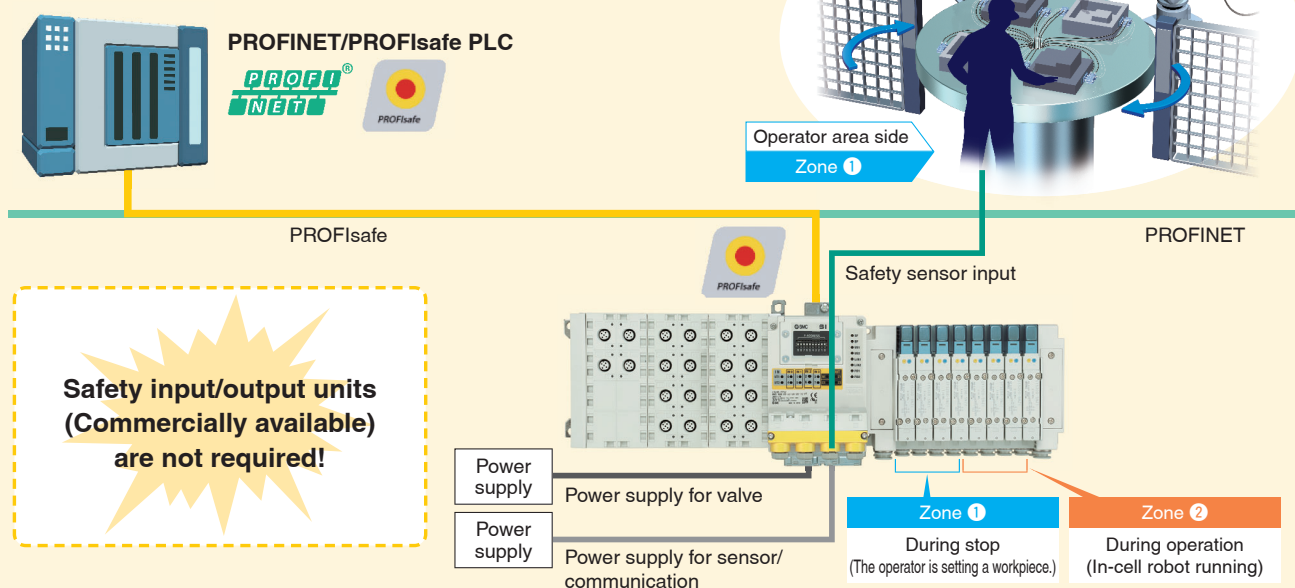 PROFINET/PROFIsafe PLC
PROFI®
NET
PROFIsafe
Operator area side
Zone ❶
PROFIsafe
PROFINET
PROFIsafe
Safety sensor input
Safety input/output units
(Commercially available)
are not required!
SMC
Power
supply
Power supply for valve
Power
supply
Power supply for sensor/
communication
Zone ❶
During stop
(The operator is setting a workpiece.)
Zone ❷
During operation
(In-cell robot running)